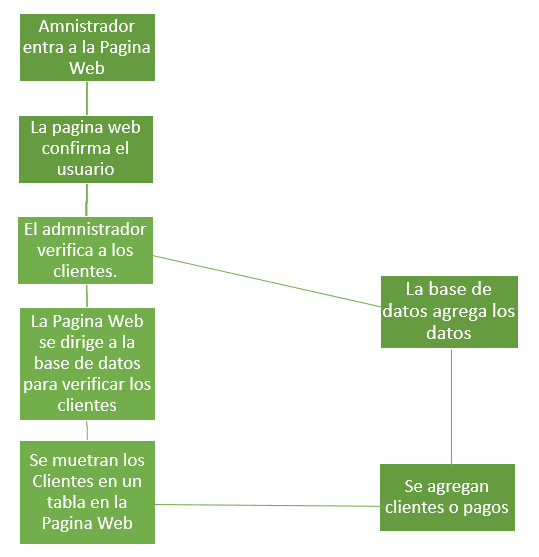 Amnistrador
entra a la Pagina
Web
La pagina web
confirma el
usuario
El admnistrador
verifica a los
clientes.
La Pagina Web
se dirige a la
base de datos
para verificar los
clientes
Se muetran los
Clientes en un
tabla en la
Pagina Web
La base de
datos agrega los
datos
Se agregan
clientes o pagos